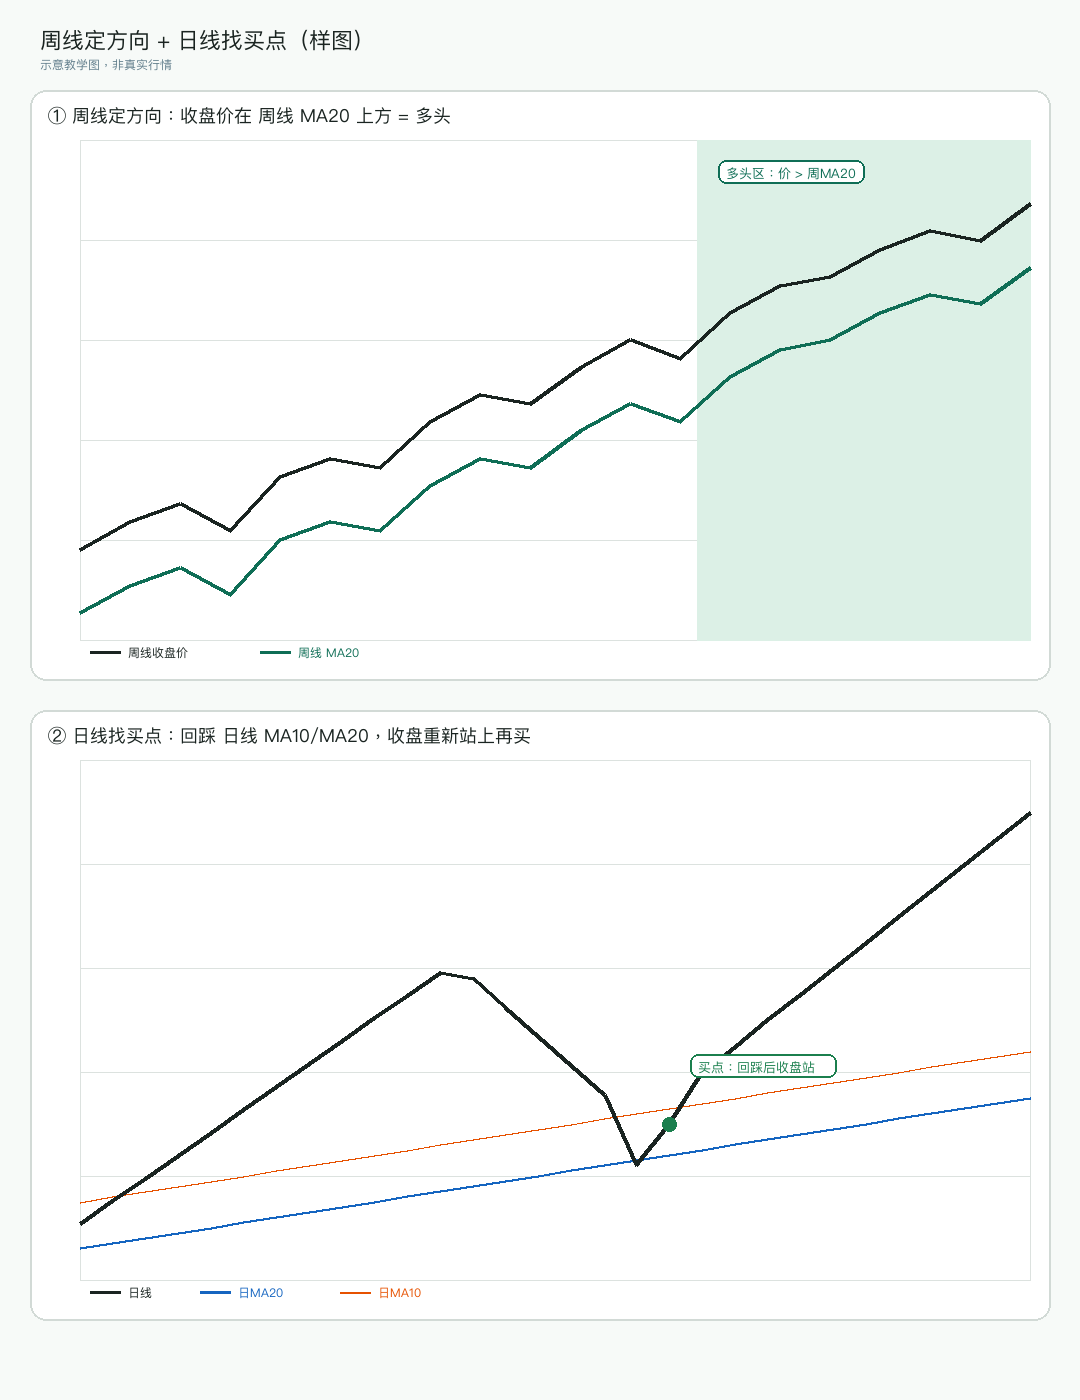 周线定方向 + 日线找买点（样图）
示意教学图，非真实行情
① 周线定方向：收盘价在 周线 MA20 上方 = 多头
多头区：价 > 周MA20
周线收盘价
周线 MA20
② 日线找买点：回踩 日线 MA10/MA20，收盘重新站上再买
买点：回踩后收盘站
日线
日MA20
日MA10